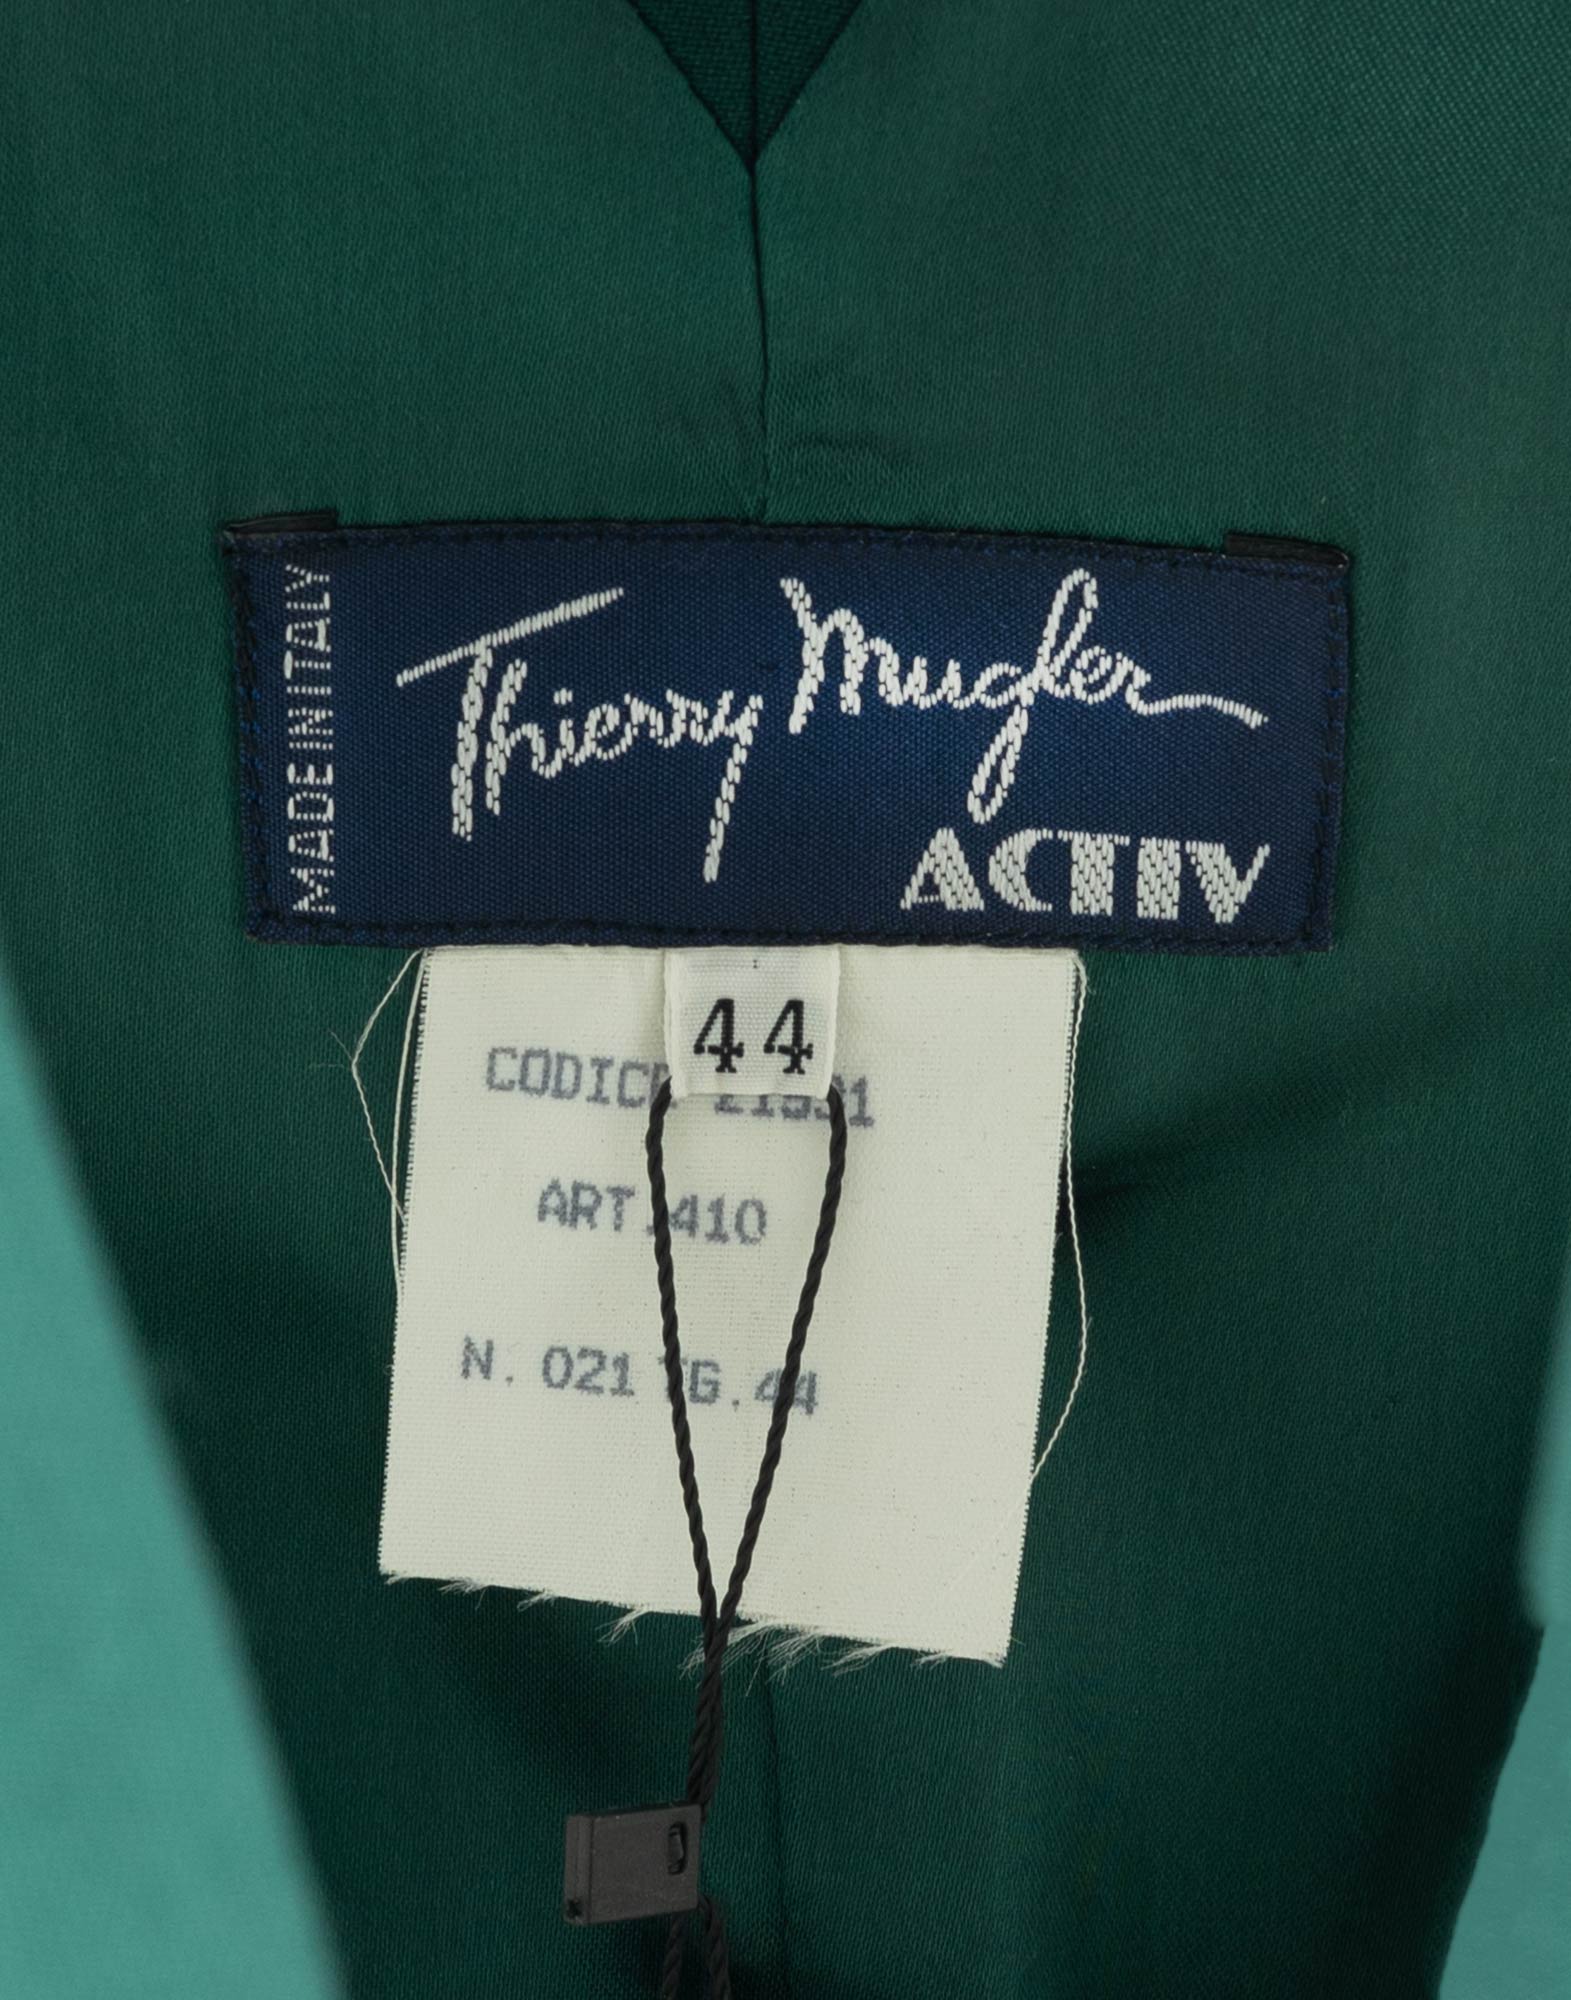 MADE IN ITALY
Thierry Mugler
ACTIV
44
ART.410
N. 021 TG.44